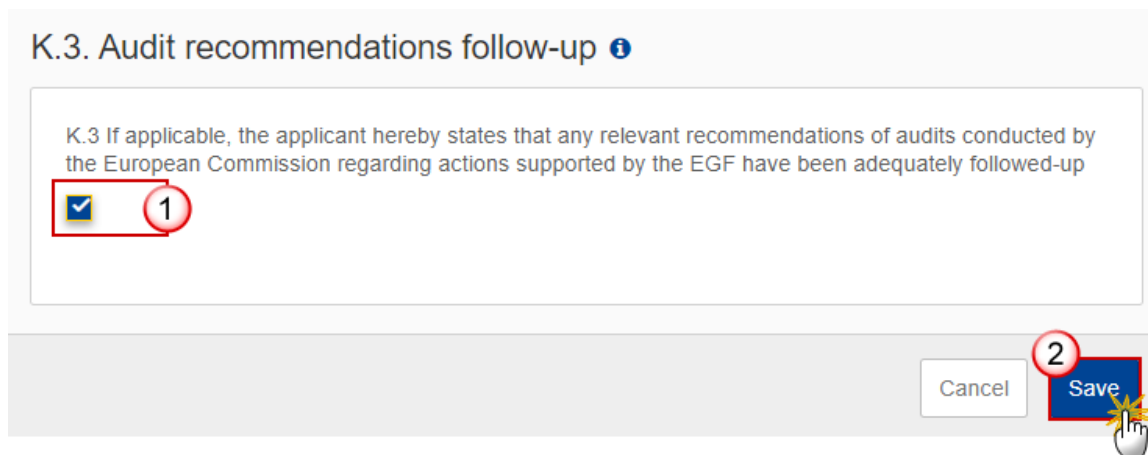 K.3. Audit recommendations follow-up i
K.3 If applicable, the applicant hereby states that any relevant recommendations of audits conducted by
the European Commission regarding actions supported by the EGF have been adequately followed-up
1
2
Cancel
Save